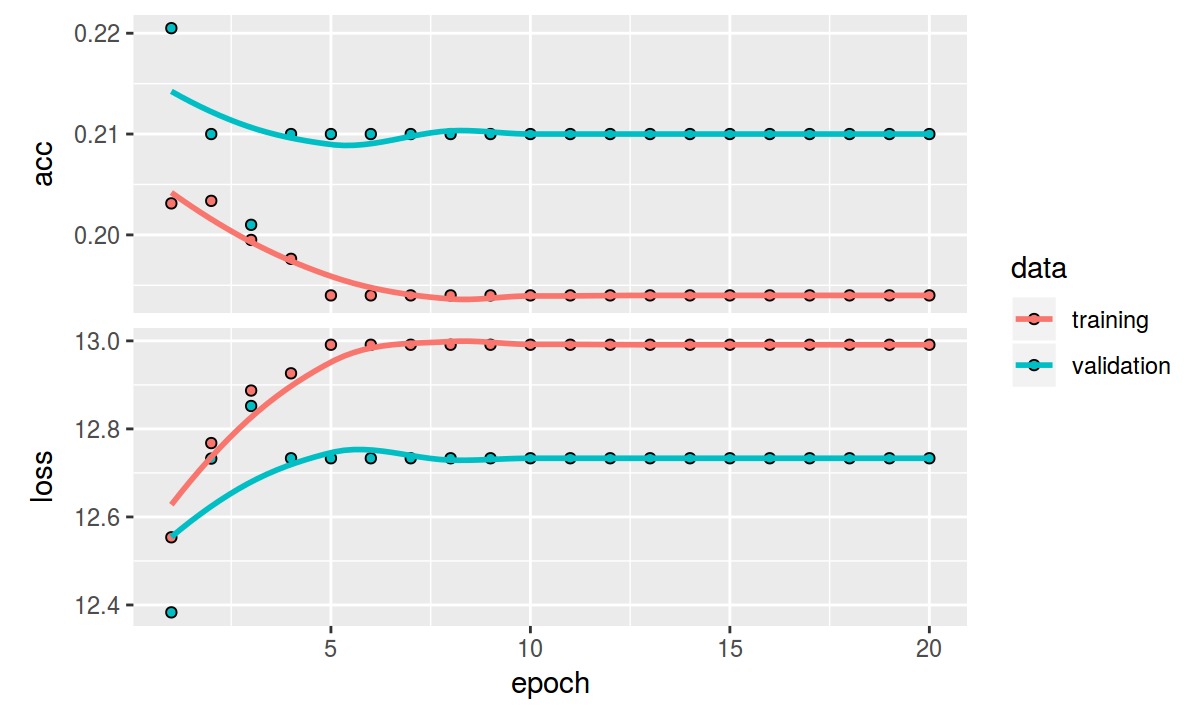 acc
0.22
0.21
0.20
loss
13.0
12.8
12.6
12.4
5 10 15 20
epoch
data
training
validation